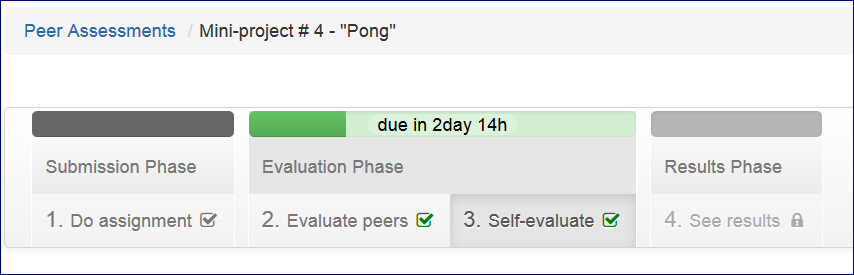 Peer Assessments / Mini-project # 4 - "Pong"
due in 2day 14h
Submission Phase Evaluation Phase Results Phase
1. Do assignment 2. Evaluate peers 3. Self-evaluate 4. See results